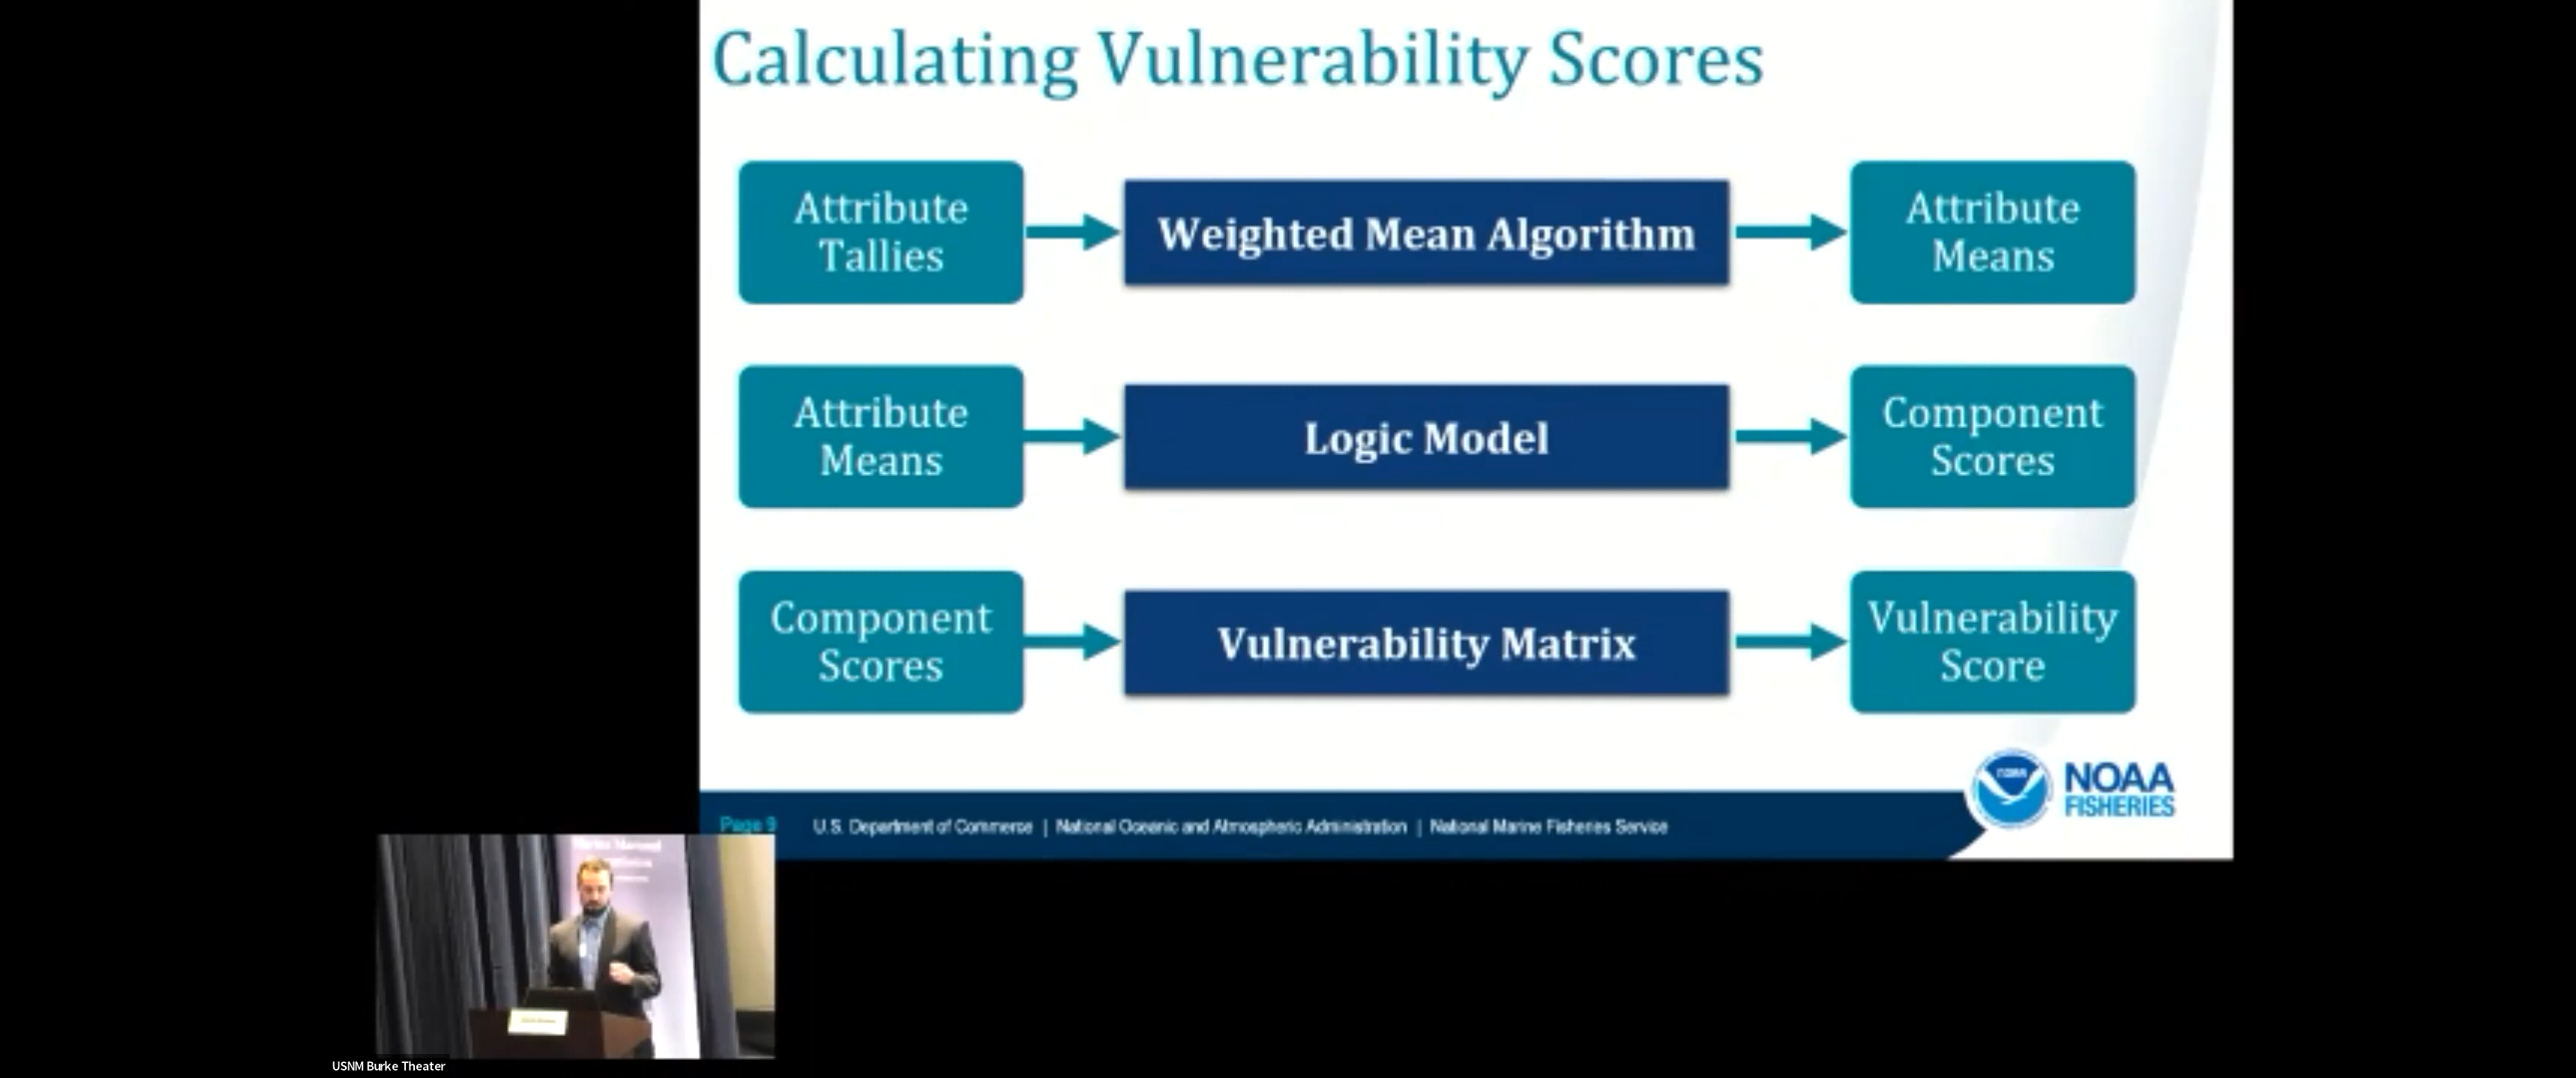 Calculating Vulnerability Scores
Attribute
Tallies
Weighted Mean Algorithm
Attribute
Means
Attribute
Means
Logic Model
Component
Scores
Component
Scores
Vulnerability Matrix
Vulnerability
Score
NOAA
FISHERIES
Page 9
U.S. Department of Commerce | National Oceanic and Atmospheric Administration | National Marine Fisheries Service
USNM Burke Theater